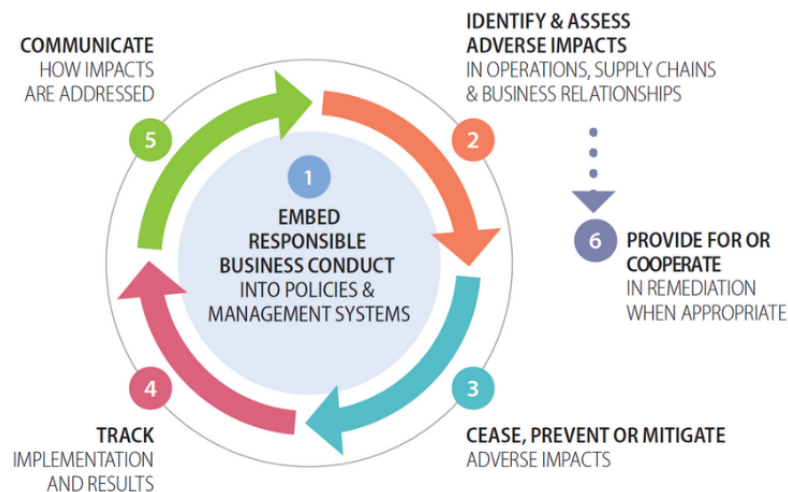 1
EMBED
RESPONSIBLE
BUSINESS CONDUCT
INTO POLICIES &
MANAGEMENT SYSTEMS
2
IDENTIFY & ASSESS
ADVERSE IMPACTS
IN OPERATIONS, SUPPLY CHAINS
& BUSINESS RELATIONSHIPS
3
CEASE, PREVENT OR MITIGATE
ADVERSE IMPACTS
4
TRACK
IMPLEMENTATION
AND RESULTS
5
COMMUNICATE
HOW IMPACTS
ARE ADDRESSED
6
PROVIDE FOR OR
COOPERATE
IN REMEDIATION
WHEN APPROPRIATE